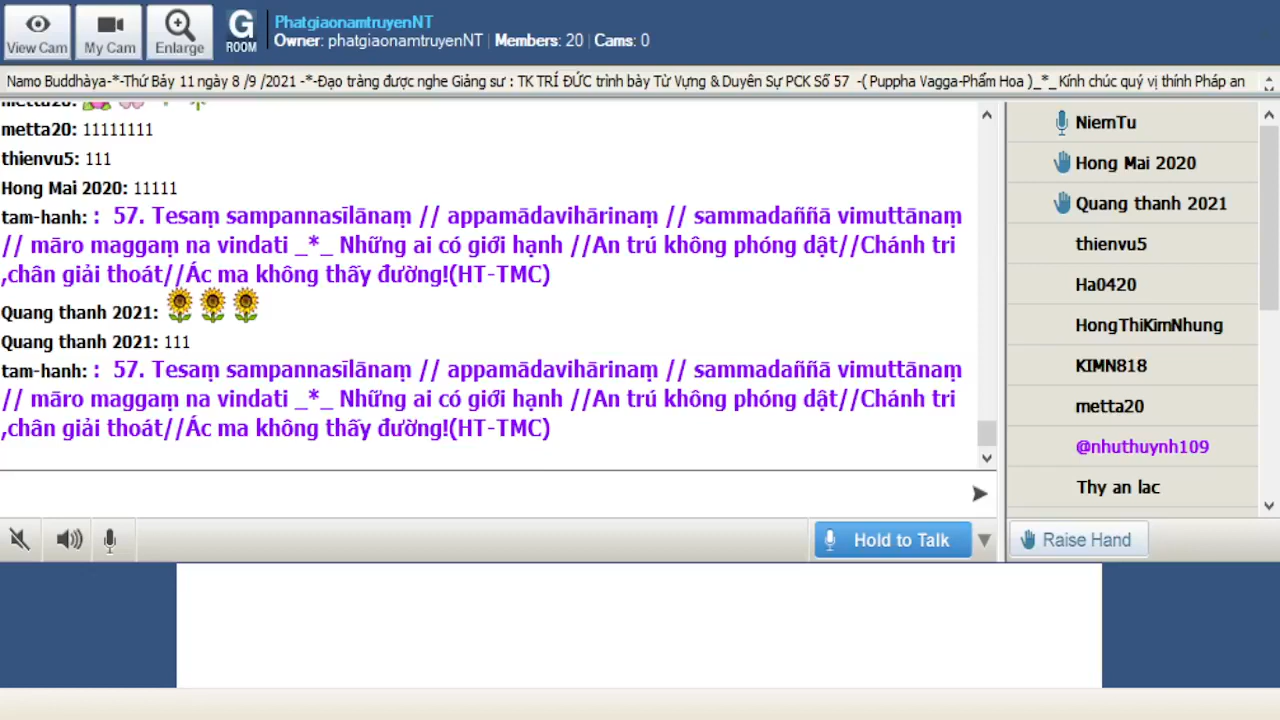 PhatgiaonamtruyenNT
View Cam
My Cam
Enlarge
G
ROOM
Owner: phatgiaonamtruyenNT | Members: 20 | Cams: 0
Namo Buddhàya-*-Thứ Bảy 11 ngày 8 /9 /2021 -*-Đạo tràng được nghe Giảng sư : TK TRÍ ĐỨC trình bày Từ Vựng & Duyên Sự PCK Số 57 -( Puppha Vagga-Phẩm Hoa )_*_Kính chúc quý vị thính Pháp an
metta20:
metta20: 11111111
thienvu5: 111
Hong Mai 2020: 11111
tam-hanh: : 57. Tesaṃ sampannasīlānaṃ // appamādavihārinaṃ // sammadaññā vimuttānaṃ
// māro maggaṃ na vindati _*_ Những ai có giới hạnh //An trú không phóng dật//Chánh tri
,chân giải thoát//Ác ma không thấy đường!(HT-TMC)
Quang thanh 2021:
Quang thanh 2021: 111
tam-hanh: : 57. Tesaṃ sampannasīlānaṃ // appamādavihārinaṃ // sammadaññā vimuttānaṃ
// māro maggaṃ na vindati _*_ Những ai có giới hạnh //An trú không phóng dật//Chánh tri
,chân giải thoát//Ác ma không thấy đường!(HT-TMC)
NiemTu
Hong Mai 2020
Quang thanh 2021
thienvu5
Ha0420
HongThiKimNhung
KIMN818
metta20
@nhuthuynh109
Thy an lac
Hold to Talk
Raise Hand